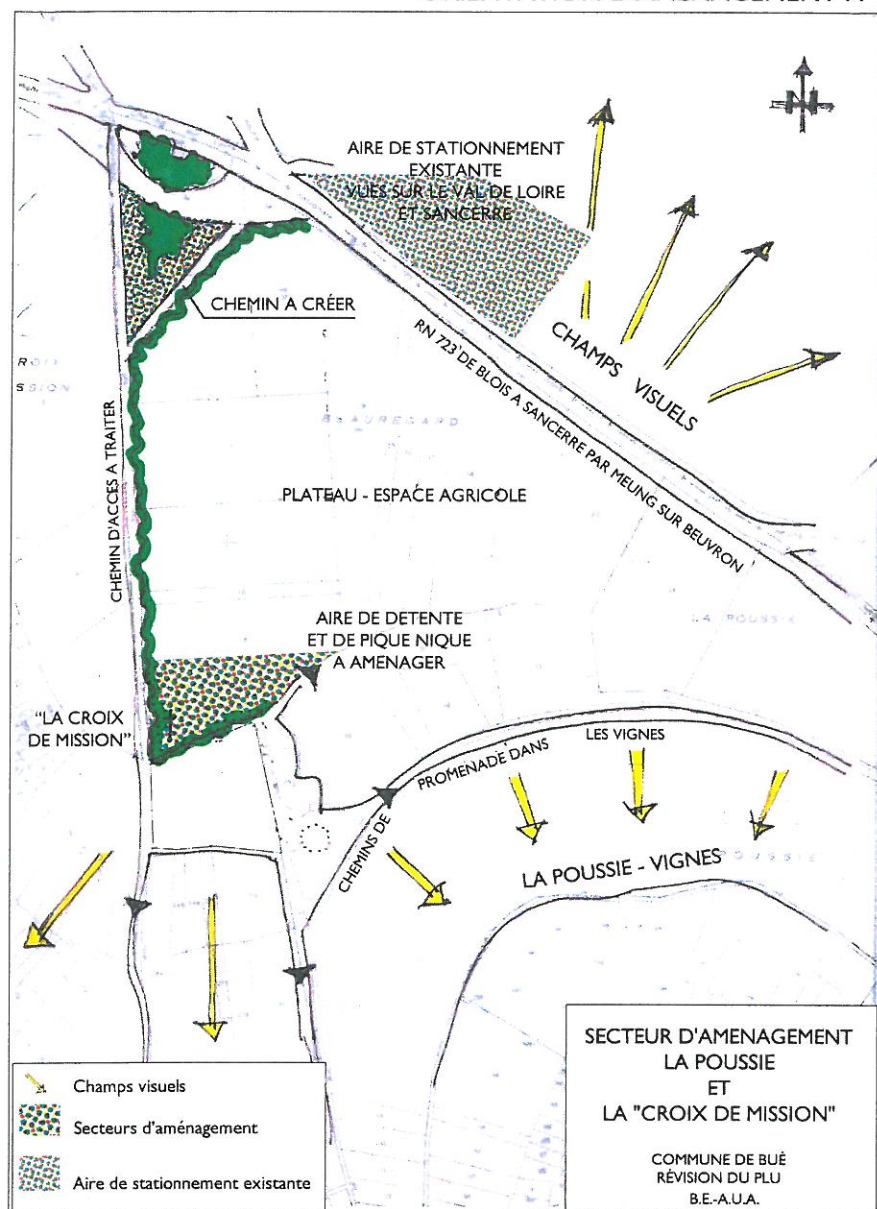 N
AIRE DE STATIONNEMENT
EXISTANTE
VUES SUR LE VAL DE LOIRE
ET SANCERRE
CHEMIN A CRÉER
CHAMPS VISUELS
RN 723 DE BLOIS A SANCERRE PAR MEUNG SUR BEUVRON
BEAUREGARD
CHEMIN D'ACCES A TRAITER
PLATEAU - ESPACE AGRICOLE
LA POUSSIE
AIRE DE DETENTE
ET DE PIQUE NIQUE
A AMENAGER
"LA CROIX
DE MISSION"
CHEMINS DE PROMENADE DANS LES VIGNES
LA POUSSIE - VIGNES
Champs visuels
Secteurs d'aménagement
Aire de stationnement existante
SECTEUR D'AMENAGEMENT
LA POUSSIE
ET
LA "CROIX DE MISSION"
COMMUNE DE BUÉ
RÉVISION DU PLU
B.E.-A.U.A.